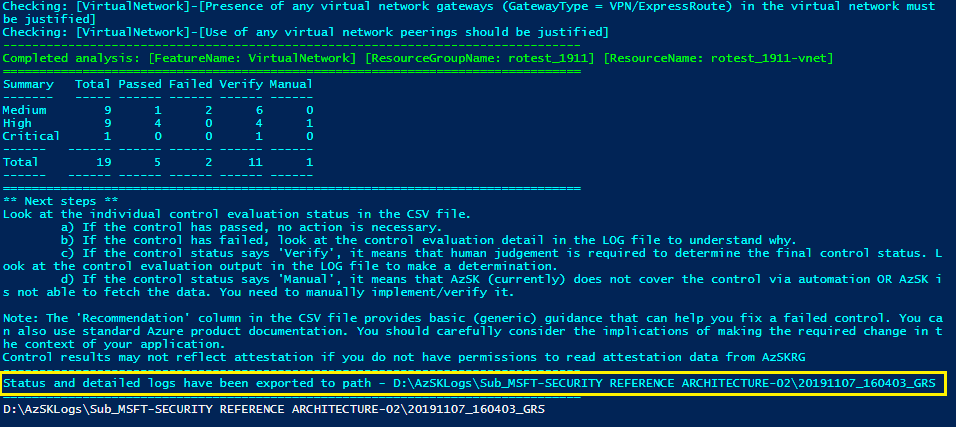 Checking: [VirtualNetwork]-[Presence of any virtual network gateways (GatewayType = VPN/ExpressRoute) in the virtual network must
be justified]
Checking: [VirtualNetwork]-[Use of any virtual network peerings should be justified]
--------------------------------------------------------------------------------
Completed analysis: [FeatureName: VirtualNetwork] [ResourceGroupName: rotest_1911] [ResourceName: rotest_1911-vnet]
================================================================================
Summary  Total Passed Failed Verify Manual
-------  ----- ------ ------ ------ ------
Medium       9      1      2      6      0
High         9      4      0      4      1
Critical     1      0      0      1      0
------  ------ ------ ------ ------ ------
Total       19      5      2     11      1
------  ------ ------ ------ ------ ------
================================================================================
** Next steps **
Look at the individual control evaluation status in the CSV file.
        a) If the control has passed, no action is necessary.
        b) If the control has failed, look at the control evaluation detail in the LOG file to understand why.
        c) If the control status says 'Verify', it means that human judgement is required to determine the final control status. L
ook at the control evaluation output in the LOG file to make a determination.
        d) If the control status says 'Manual', it means that AzSK (currently) does not cover the control via automation OR AzSK i
s not able to fetch the data. You need to manually implement/verify it.

Note: The 'Recommendation' column in the CSV file provides basic (generic) guidance that can help you fix a failed control. You ca
n also use standard Azure product documentation. You should carefully consider the implications of making the required change in t
he context of your application.
Control results may not reflect attestation if you do not have permissions to read attestation data from AzSKRG
--------------------------------------------------------------------------------
Status and detailed logs have been exported to path - D:\AzSKLogs\Sub_MSFT-SECURITY REFERENCE ARCHITECTURE-02\20191107_160403_GRS
================================================================================
D:\AzSKLogs\Sub_MSFT-SECURITY REFERENCE ARCHITECTURE-02\20191107_160403_GRS